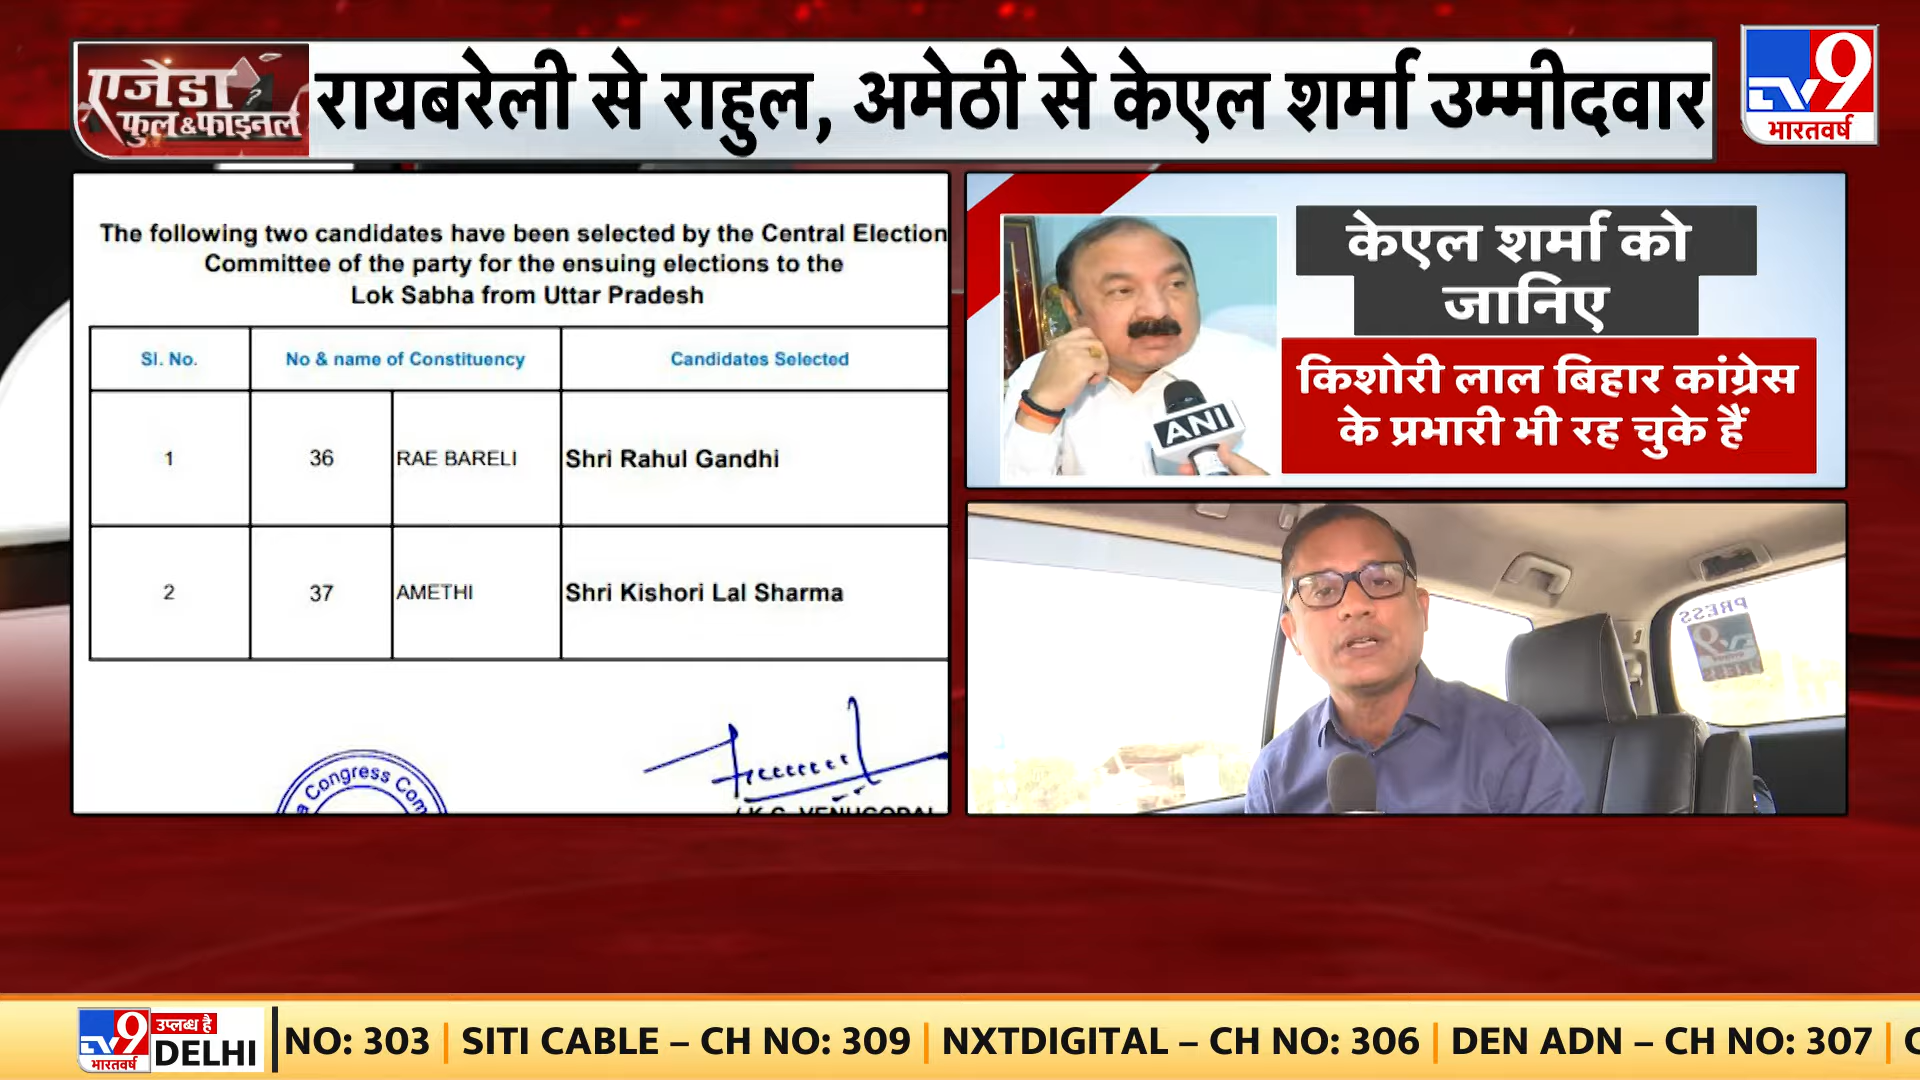 एजेंडा
फुल&फाइनल
रायबरेली से राहुल, अमेठी से केएल शर्मा उम्मीदवार
TV9
भारतवर्ष
The following two candidates have been selected by the Central Election
Committee of the party for the ensuing elections to the
Lok Sabha from Uttar Pradesh
Sl. No. No & name of Constituency Candidates Selected
1 36 RAE BARELI Shri Rahul Gandhi
2 37 AMETHI Shri Kishori Lal Sharma
a Congress Com
केएल शर्मा को
जानिए
किशोरी लाल बिहार कांग्रेस
के प्रभारी भी रह चुके हैं
ANI
PRESS
TV9
PRESS
TV9
भारतवर्ष
उपलब्ध है
DELHI
NO: 303 | SITI CABLE – CH NO: 309 | NXTDIGITAL – CH NO: 306 | DEN ADN – CH NO: 307 |